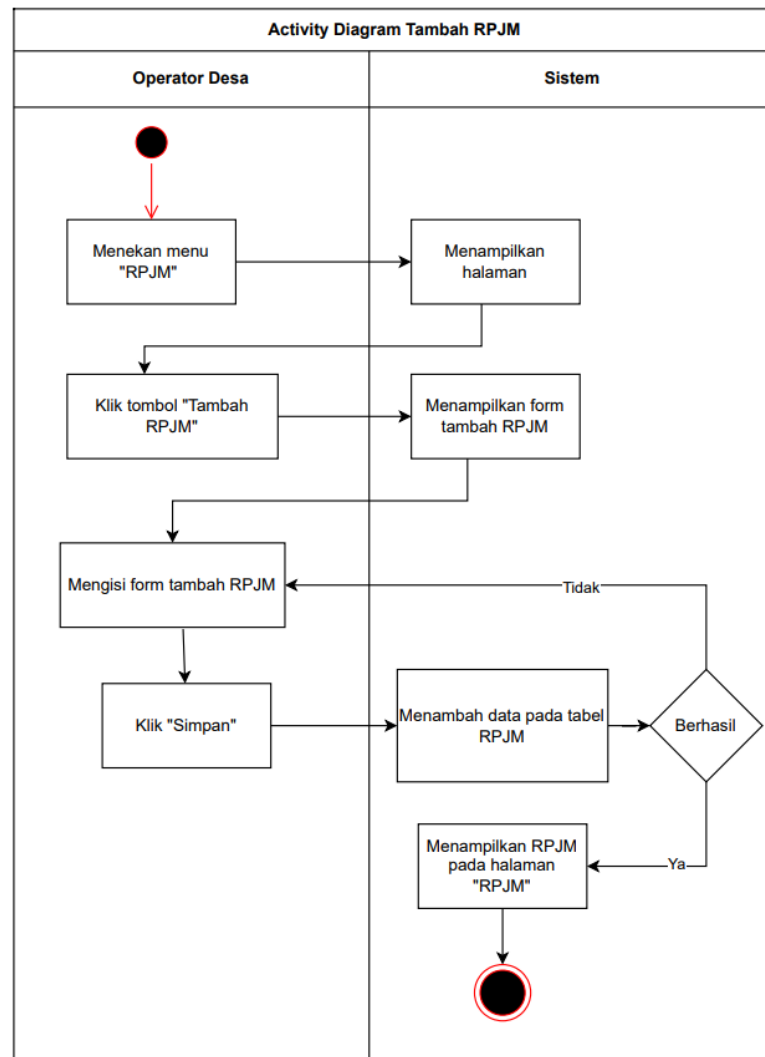 Activity Diagram Tambah RPJM
Operator Desa
Sistem
Menekan menu
"RPJM"
Menampilkan
halaman
Klik tombol "Tambah
RPJM"
Menampilkan form
tambah RPJM
Mengisi form tambah RPJM
Tidak
Klik "Simpan"
Menambah data pada tabel
RPJM
Berhasil
Menampilkan RPJM
pada halaman
"RPJM"
Ya